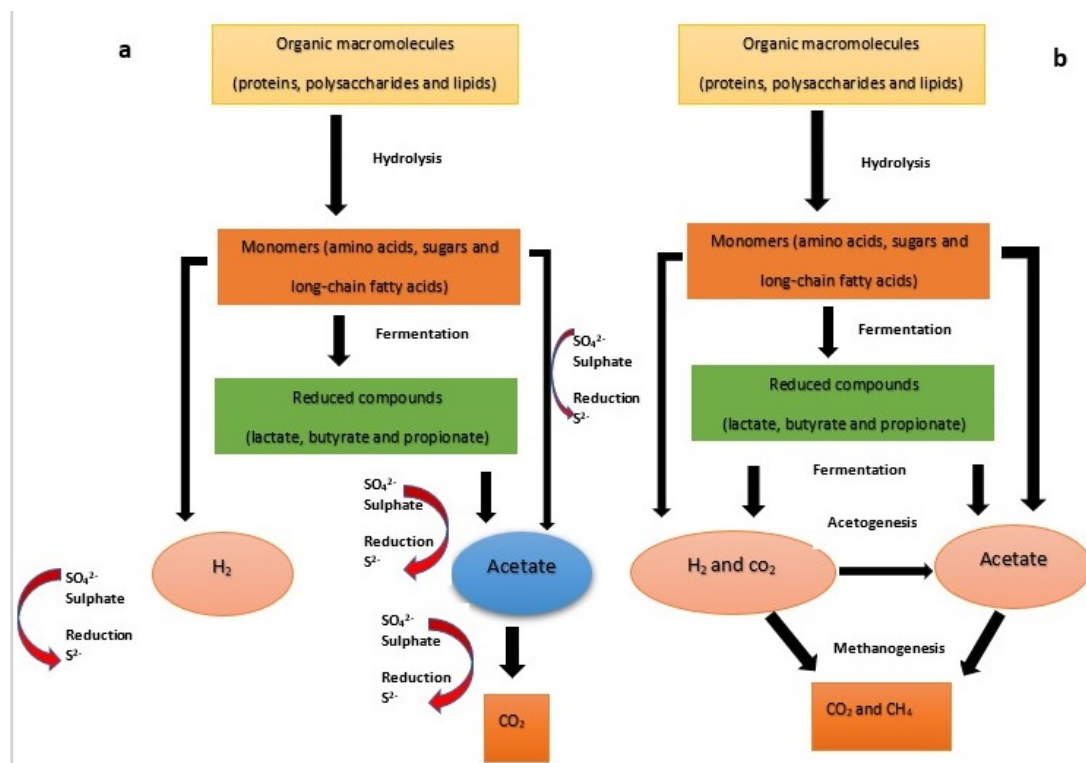 a
Organic macromolecules
(proteins, polysaccharides and lipids)
Hydrolysis
Monomers (amino acids, sugars and
long-chain fatty acids)
Fermentation
SO₄²⁻
Sulphate
Reduction
S²⁻
Reduced compounds
(lactate, butyrate and propionate)
SO₄²⁻
Sulphate
Reduction
S²⁻
H₂
Acetate
SO₄²⁻
Sulphate
Reduction
S²⁻
SO₄²⁻
Sulphate
Reduction
S²⁻
CO₂
b
Organic macromolecules
(proteins, polysaccharides and lipids)
Hydrolysis
Monomers (amino acids, sugars and
long-chain fatty acids)
Fermentation
Reduced compounds
(lactate, butyrate and propionate)
Fermentation
Acetogenesis
H₂ and co₂
Acetate
Methanogenesis
CO₂ and CH₄